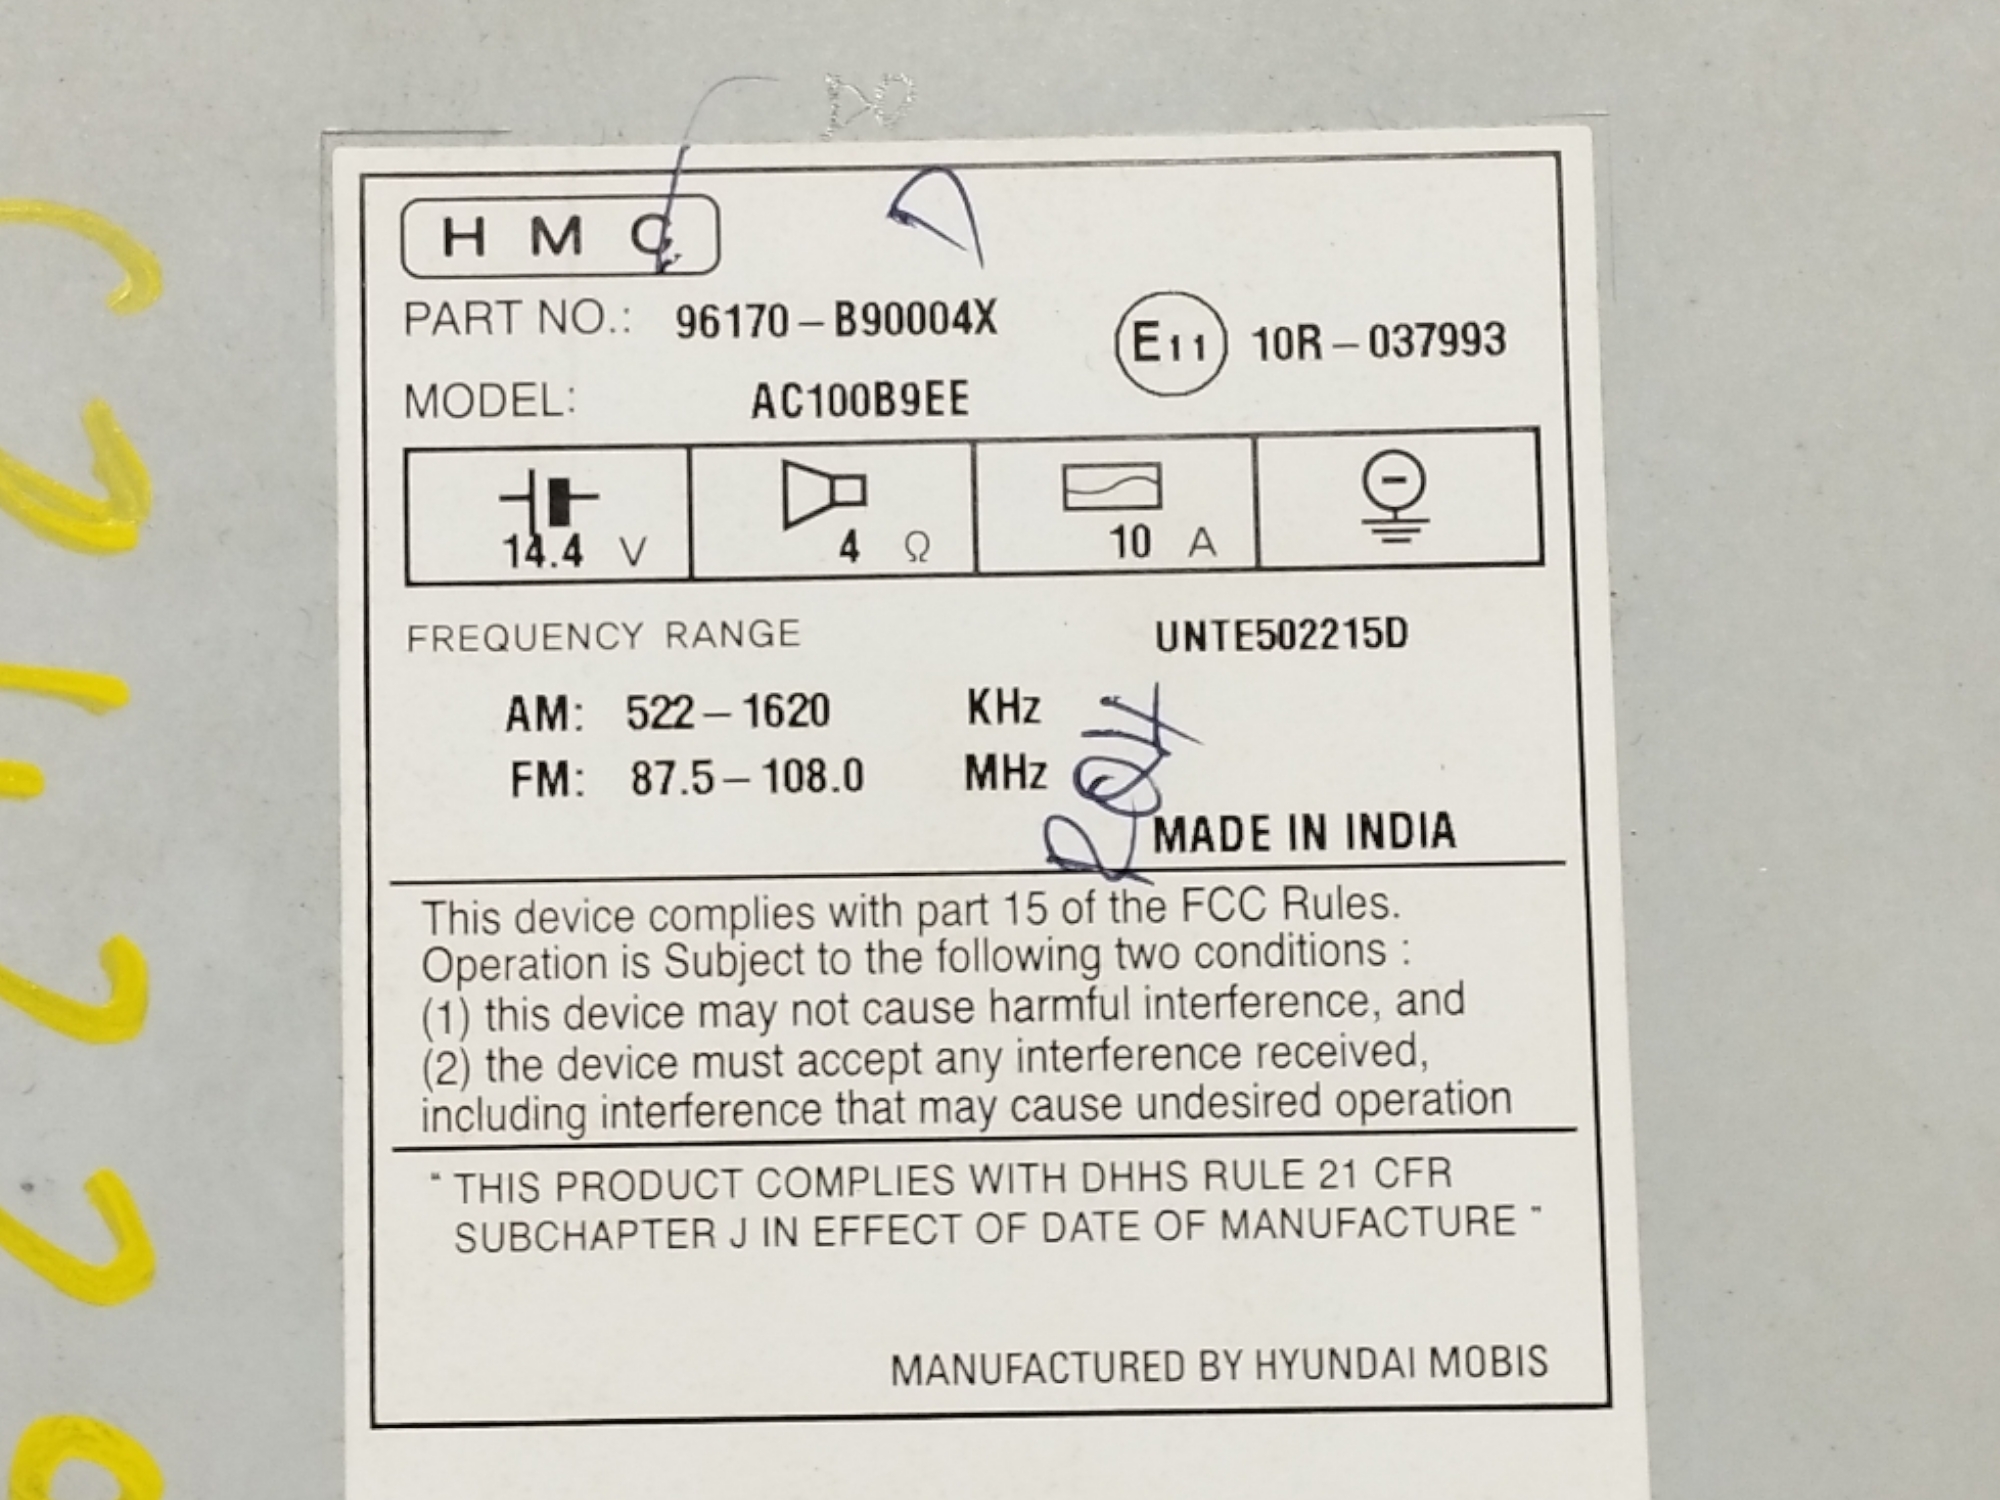 HMC
PART NO.: 96170-B90004X
E11 10R-037993
MODEL: AC100B9EE
14.4 V 4 Ω 10 A
FREQUENCY RANGE UNTE502215D
AM: 522-1620 KHz
FM: 87.5-108.0 MHz
MADE IN INDIA
This device complies with part 15 of the FCC Rules.
Operation is Subject to the following two conditions :
(1) this device may not cause harmful interference, and
(2) the device must accept any interference received,
including interference that may cause undesired operation
" THIS PRODUCT COMPLIES WITH DHHS RULE 21 CFR
SUBCHAPTER J IN EFFECT OF DATE OF MANUFACTURE "
MANUFACTURED BY HYUNDAI MOBIS